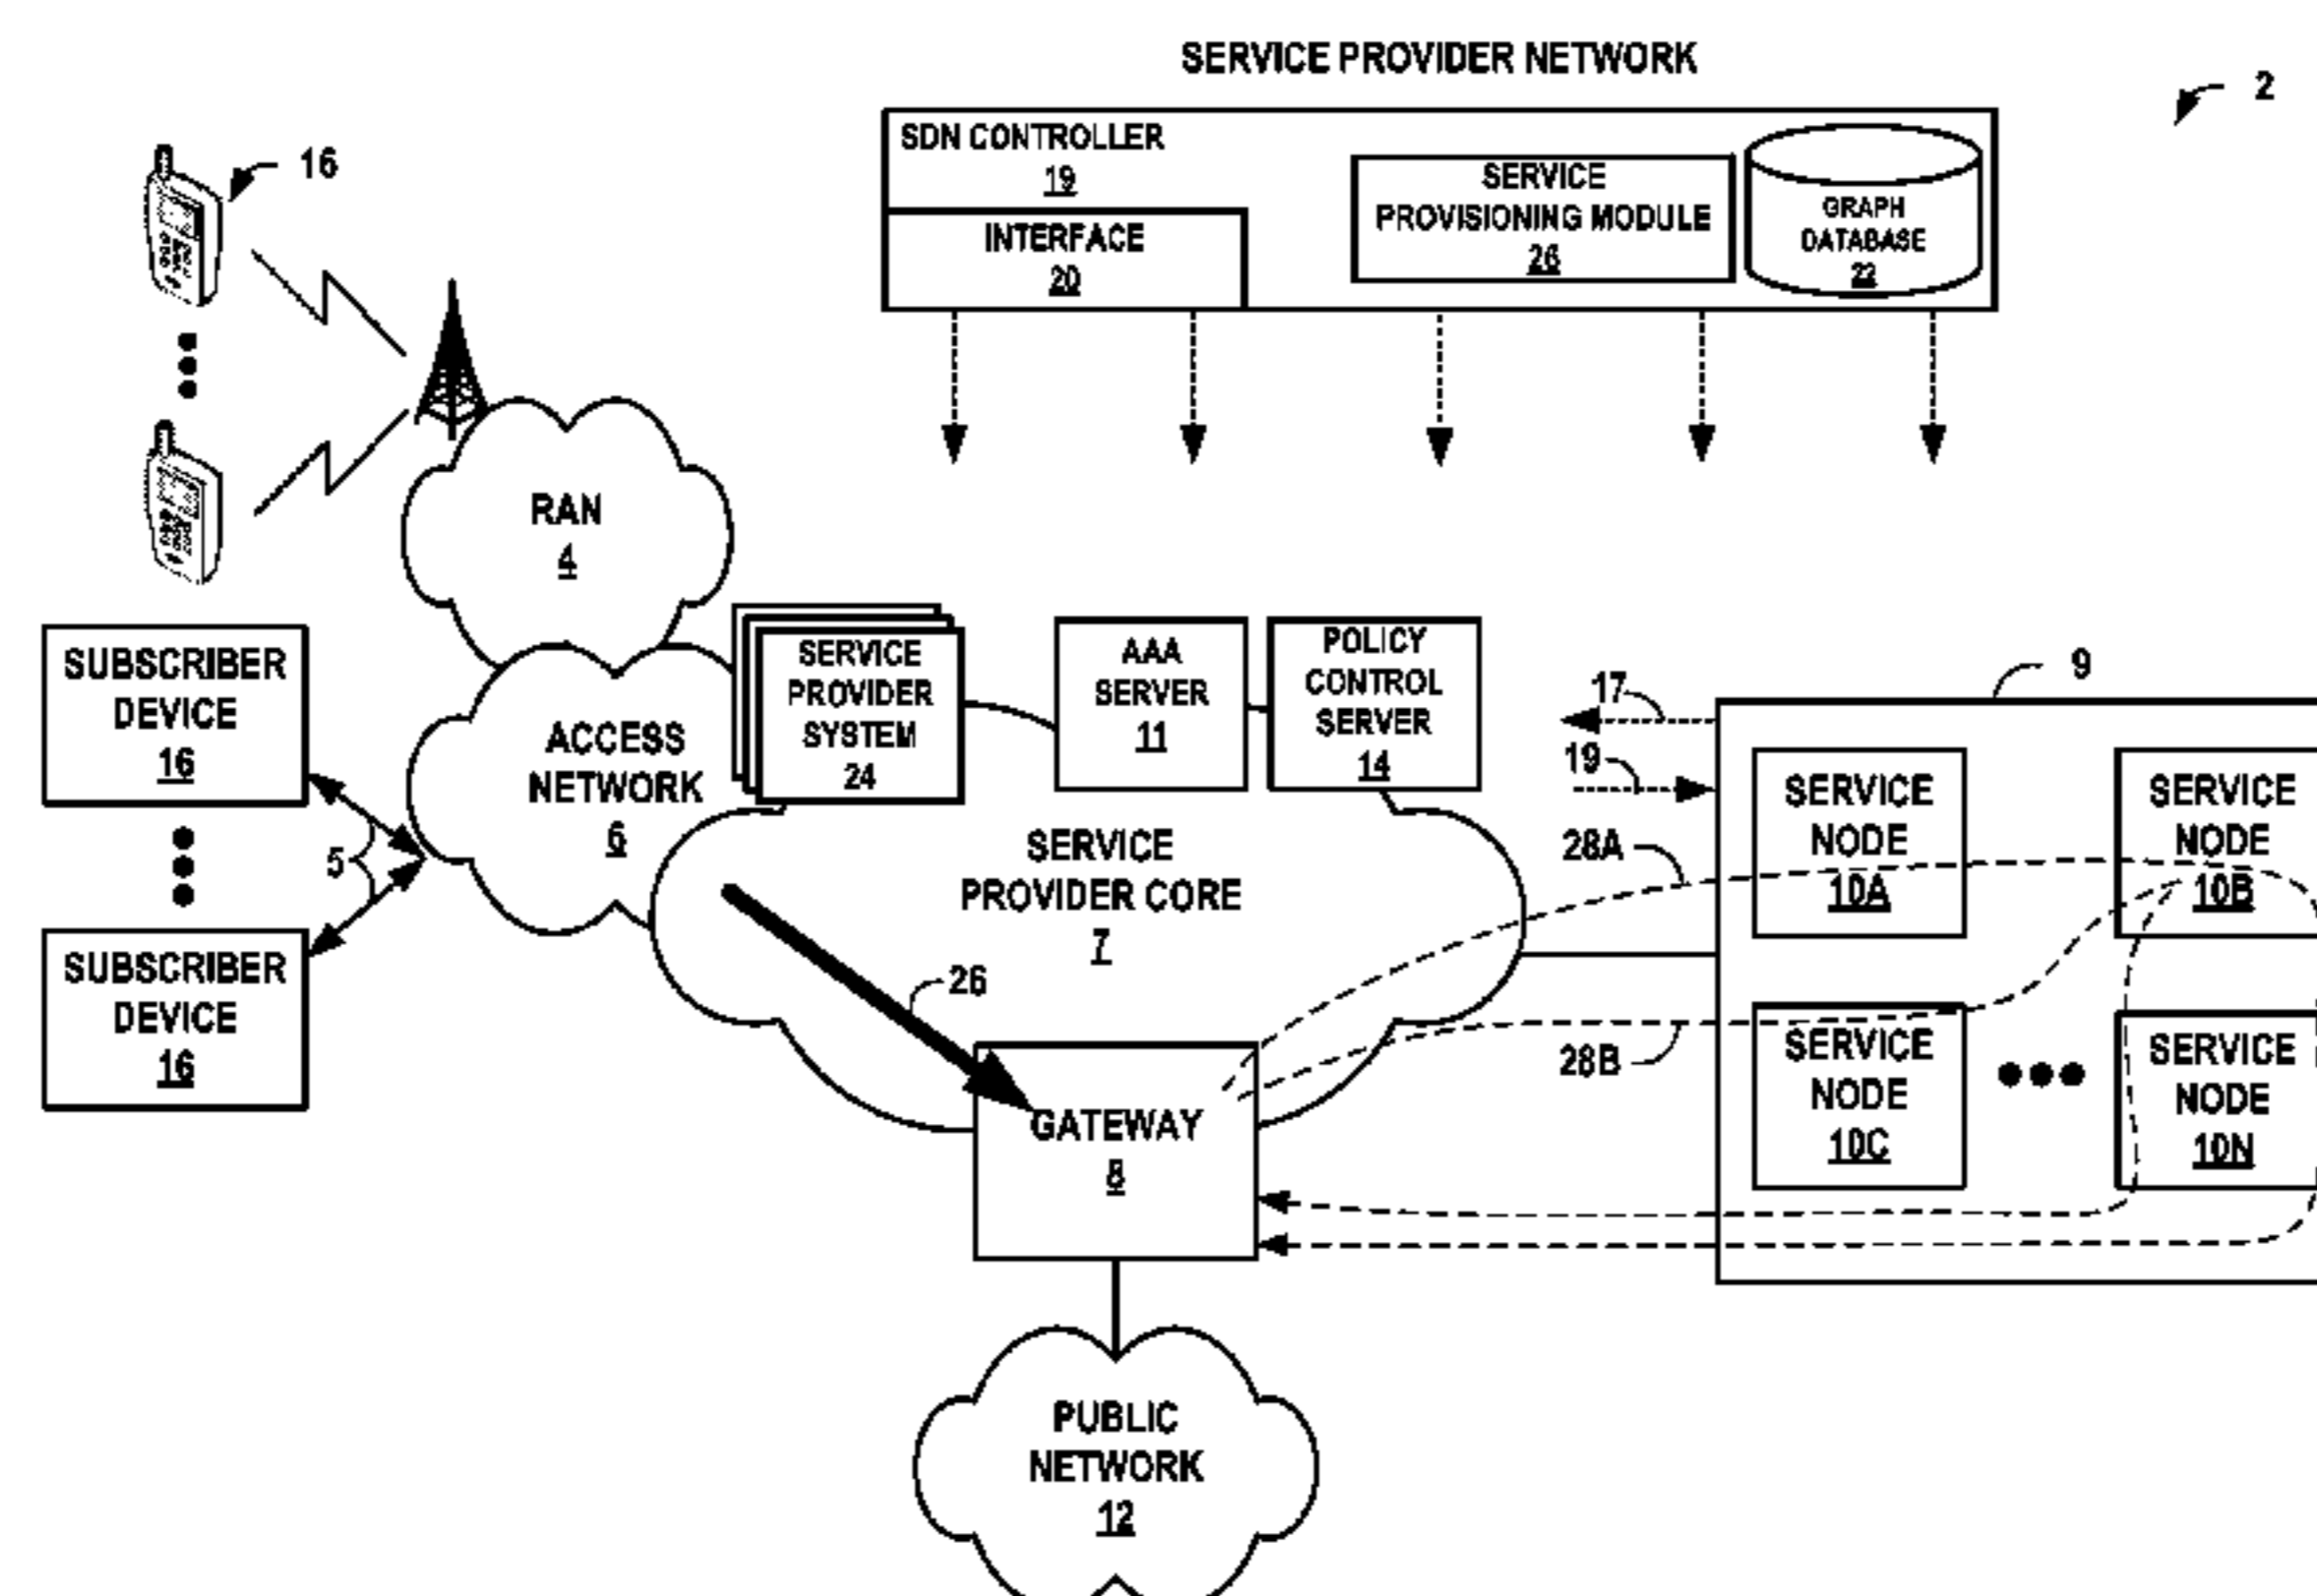 SERVICE PROVIDER NETWORK
2
SDN CONTROLLER
19
INTERFACE
20
SERVICE
PROVISIONING MODULE
26
GRAPH
DATABASE
22
16
RAN
4
SUBSCRIBER
DEVICE
16
SUBSCRIBER
DEVICE
16
5
ACCESS
NETWORK
6
SERVICE
PROVIDER
SYSTEM
24
AAA
SERVER
11
POLICY
CONTROL
SERVER
14
SERVICE
PROVIDER CORE
7
26
17
19
28A
28B
9
SERVICE
NODE
10A
SERVICE
NODE
10B
SERVICE
NODE
10C
SERVICE
NODE
10N
GATEWAY
8
PUBLIC
NETWORK
12